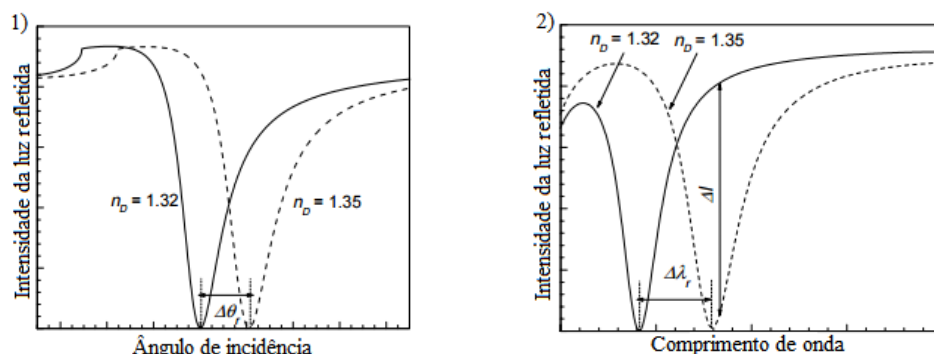 1)
Intensidade da luz refletida
n_D = 1.32
n_D = 1.35
Δθ_r
Ângulo de incidência
2)
Intensidade da luz refletida
n_D = 1.32
n_D = 1.35
ΔI
Δλ_r
Comprimento de onda